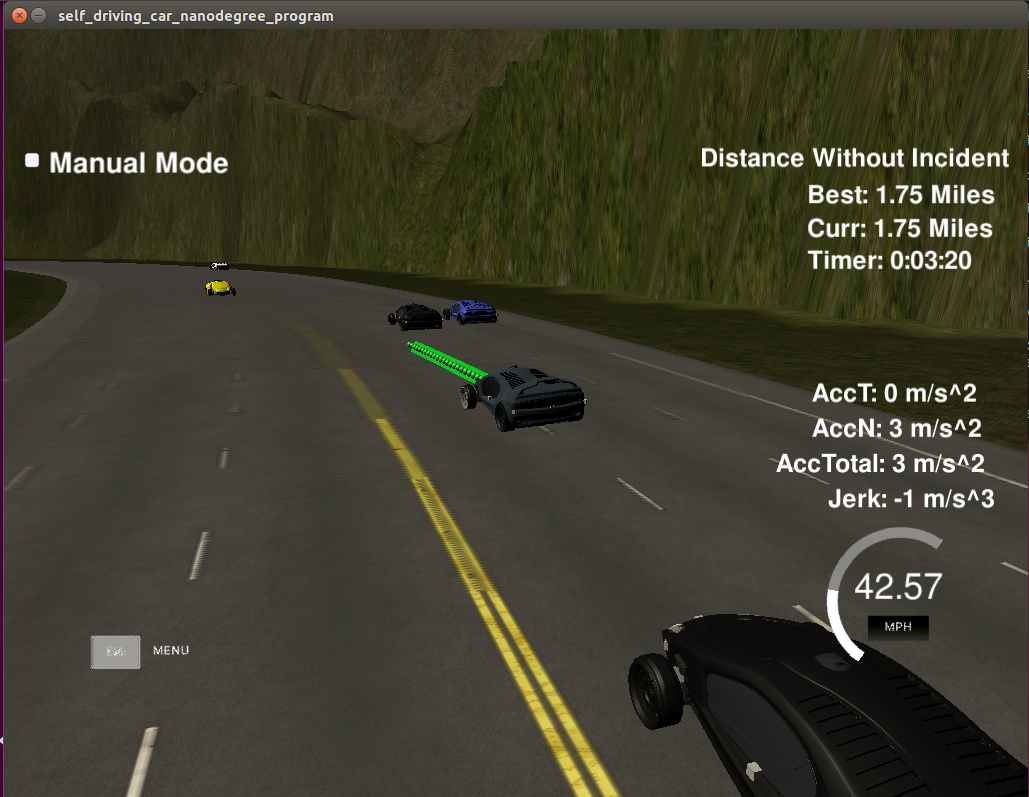 self_driving_car_nanodegree_program
Manual Mode
Distance Without Incident
Best: 1.75 Miles
Curr: 1.75 Miles
Timer: 0:03:20
AccT: 0 m/s^2
AccN: 3 m/s^2
AccTotal: 3 m/s^2
Jerk: -1 m/s^3
42.57
MPH
MENU